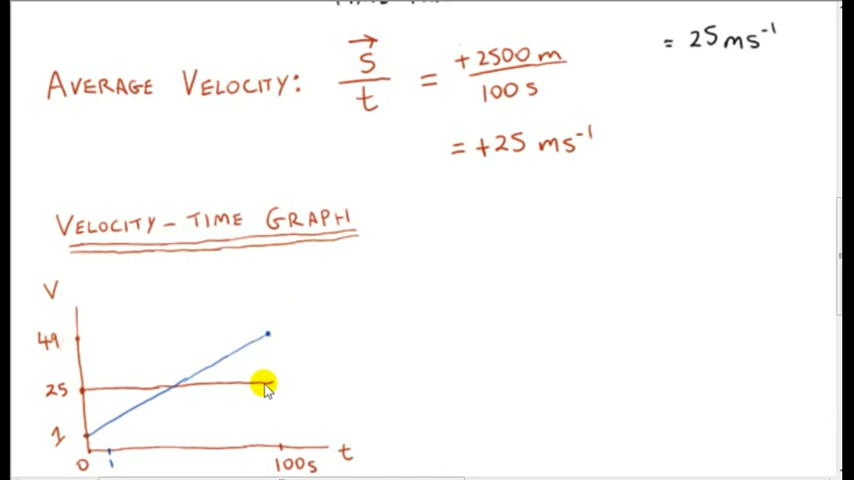 = 25 ms⁻¹
AVERAGE VELOCITY: s/t = +2500 m/100 s
= +25 ms⁻¹
VELOCITY - TIME GRAPH
V
49
25
1
0 1 100s t